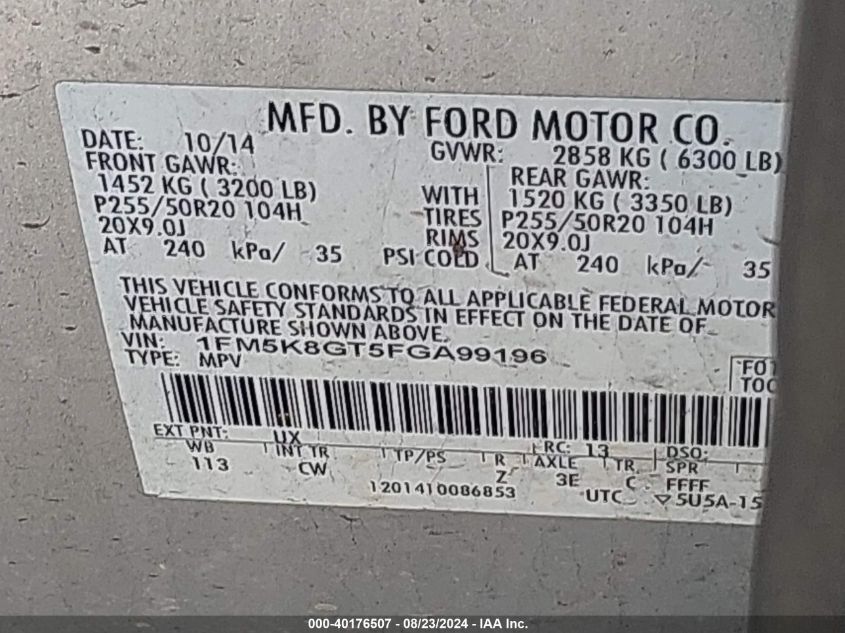 MFD. BY FORD MOTOR CO.
DATE: 10/14 GVWR: 2858 KG ( 6300 LB)
FRONT GAWR: REAR GAWR:
1452 KG ( 3200 LB) WITH 1520 KG ( 3350 LB)
P255/50R20 104H TIRES P255/50R20 104H
20X9.0J RIMS 20X9.0J
AT 240 kPa/ 35 PSI COLD AT 240 kPa/ 35
THIS VEHICLE CONFORMS TO ALL APPLICABLE FEDERAL MOTOR
VEHICLE SAFETY STANDARDS IN EFFECT ON THE DATE OF
MANUFACTURE SHOWN ABOVE.
VIN: 1FM5K8GT5FGA99196
TYPE: MPV
EXT PNT: UX RC: 13 DSO:
WB INT TR TP/PS R AXLE TR SPR
113 CW Z 3E C FFFF
1201410086853 UTC ▽5U5A-15
000-40176507 - 08/23/2024 - IAA Inc.